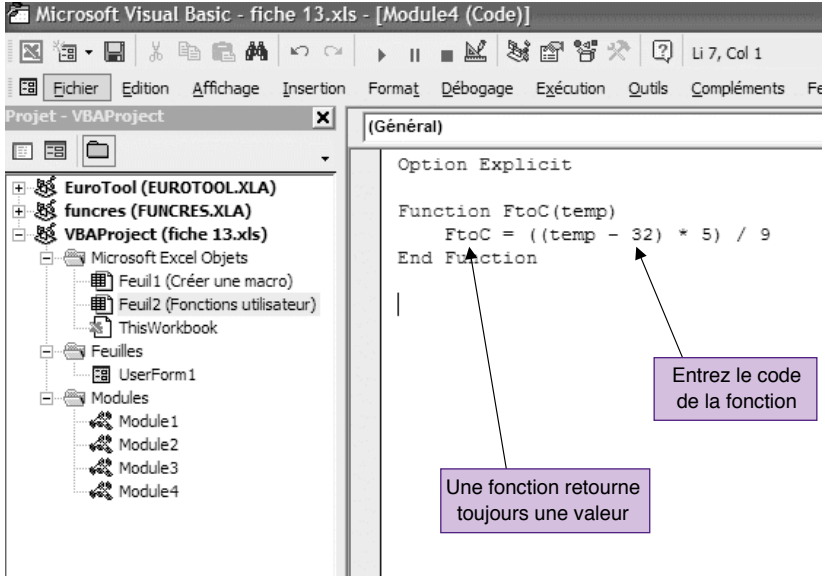 Microsoft Visual Basic - fiche 13.xls - [Module4 (Code)]
Li 7, Col 1
Fichier Edition Affichage Insertion Format Débogage Exécution Outils Compléments Fe
Projet - VBAProject
EuroTool (EUROTOOL.XLA)
funcres (FUNCRES.XLA)
VBAProject (fiche 13.xls)
Microsoft Excel Objets
Feuil1 (Créer une macro)
Feuil2 (Fonctions utilisateur)
ThisWorkbook
Feuilles
UserForm1
Modules
Module1
Module2
Module3
Module4
(Général)
Option Explicit
Function FtoC(temp)
FtoC = ((temp - 32) * 5) / 9
End Function
Entrez le code
de la fonction
Une fonction retourne
toujours une valeur